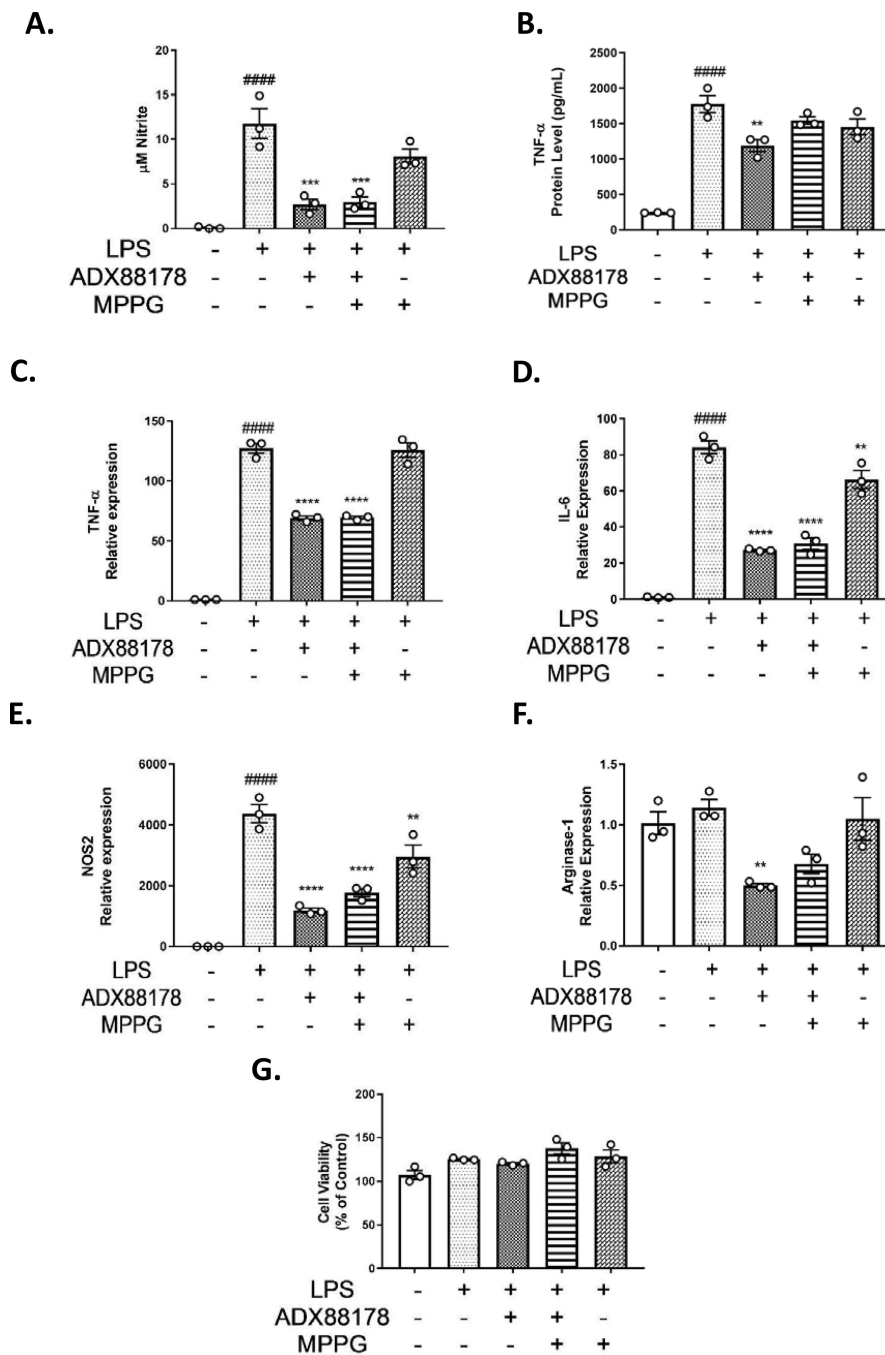 A.
20
15
10
5
0
μM Nitrite
####
***
***
LPS - + + + +
ADX88178 - - + + -
MPPG - - - + +
B.
2500
2000
1500
1000
500
0
TNF-α
Protein Level (pg/mL)
####
**
LPS - + + + +
ADX88178 - - + + -
MPPG - - - + +
C.
150
100
50
0
TNF-α
Relative expression
####
****
****
LPS - + + + +
ADX88178 - - + + -
MPPG - - - + +
D.
100
80
60
40
20
0
IL-6
Relative Expression
####
****
****
**
LPS - + + + +
ADX88178 - - + + -
MPPG - - - + +
E.
6000
4000
2000
0
NOS2
Relative expression
####
****
****
**
LPS - + + + +
ADX88178 - - + + -
MPPG - - - + +
F.
1.5
1.0
0.5
0.0
Arginase-1
Relative Expression
**
LPS - + + + +
ADX88178 - - + + -
MPPG - - - + +
G.
200
150
100
50
0
Cell Viability
(% of Control)
LPS - + + + +
ADX88178 - - + + -
MPPG - - - + +